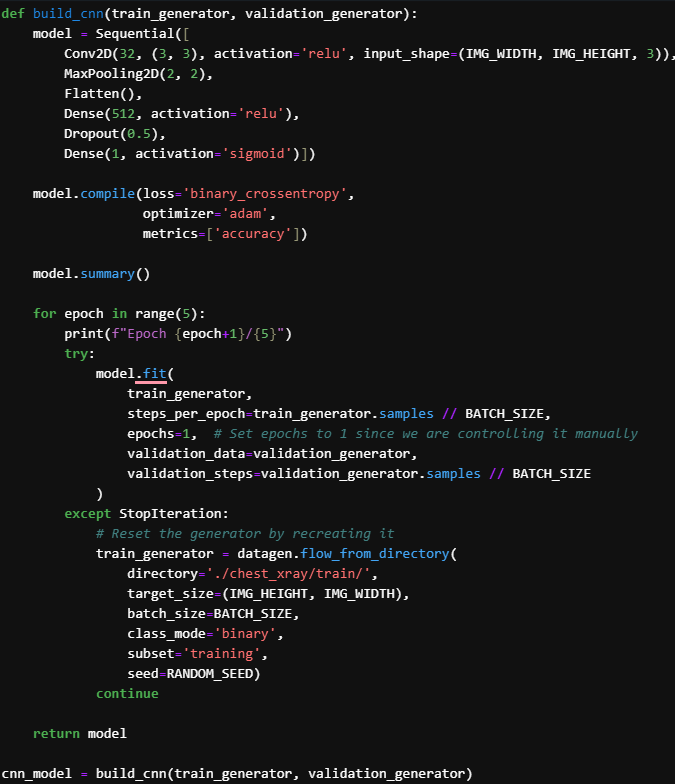 def build_cnn(train_generator, validation_generator):
    model = Sequential([
        Conv2D(32, (3, 3), activation='relu', input_shape=(IMG_WIDTH, IMG_HEIGHT, 3)),
        MaxPooling2D(2, 2),
        Flatten(),
        Dense(512, activation='relu'),
        Dropout(0.5),
        Dense(1, activation='sigmoid')])

    model.compile(loss='binary_crossentropy',
                  optimizer='adam',
                  metrics=['accuracy'])

    model.summary()

    for epoch in range(5):
        print(f"Epoch {epoch+1}/{5}")
        try:
            model.fit(
                train_generator,
                steps_per_epoch=train_generator.samples // BATCH_SIZE,
                epochs=1,  # Set epochs to 1 since we are controlling it manually
                validation_data=validation_generator,
                validation_steps=validation_generator.samples // BATCH_SIZE
            )
        except StopIteration:
            # Reset the generator by recreating it
            train_generator = datagen.flow_from_directory(
                directory='./chest_xray/train/',
                target_size=(IMG_HEIGHT, IMG_WIDTH),
                batch_size=BATCH_SIZE,
                class_mode='binary',
                subset='training',
                seed=RANDOM_SEED)
            continue

    return model

cnn_model = build_cnn(train_generator, validation_generator)